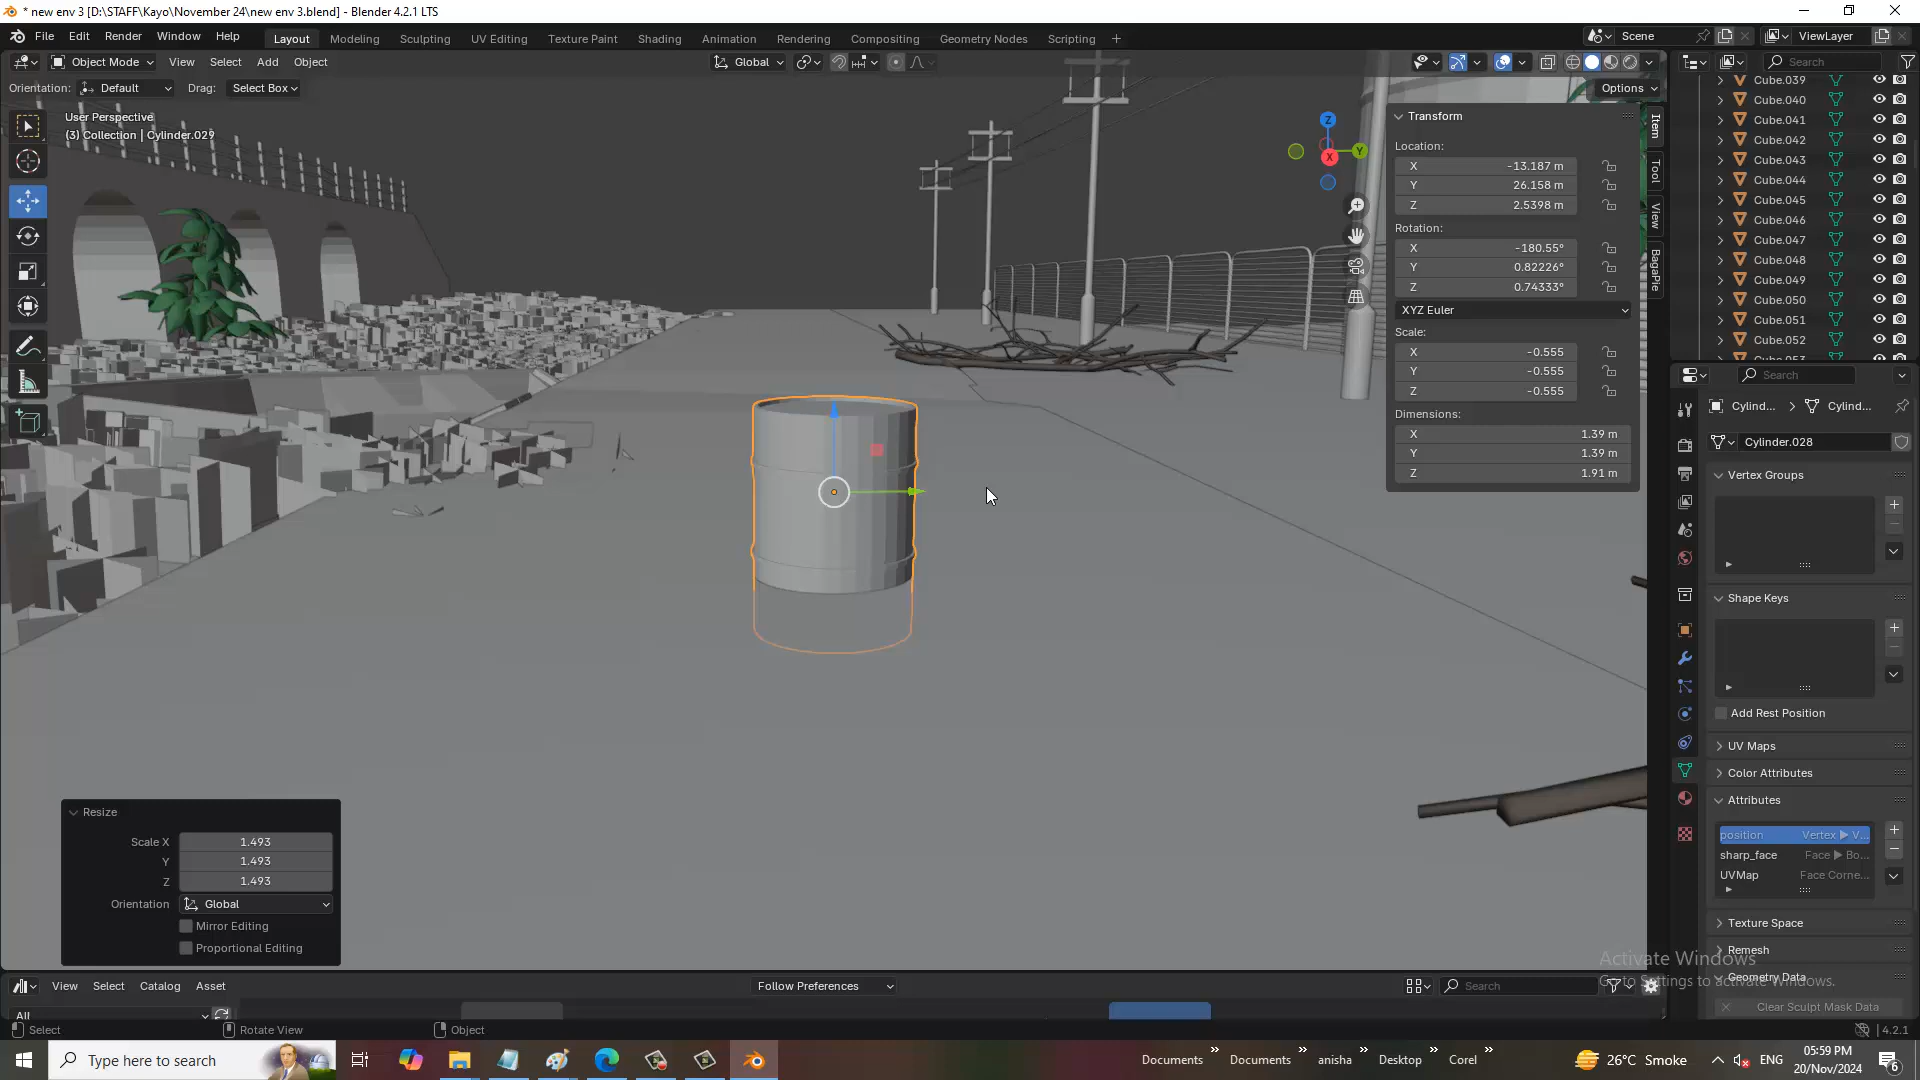 * new env 3 [D:\STAFF\Kayo\November 24\new env 3.blend] - Blender 4.2.1 LTS
File Edit Render Window Help Layout Modeling Sculpting UV Editing Texture Paint Shading Animation Rendering Compositing Geometry Nodes Scripting + Scene ViewLayer
Object Mode View Select Add Object Global Search
Orientation: Default Drag: Select Box Options
User Perspective
(3) Collection | Cylinder.029
Z
Y
X
Transform
Location:
X -13.187 m
Y 26.158 m
Z 2.5398 m
Rotation:
X -180.55°
Y 0.82226°
Z 0.74333°
XYZ Euler
Scale:
X -0.555
Y -0.555
Z -0.555
Dimensions:
X 1.39 m
Y 1.39 m
Z 1.91 m
Item
Tool
View
BagaPie
Cube.039
Cube.040
Cube.041
Cube.042
Cube.043
Cube.044
Cube.045
Cube.046
Cube.047
Cube.048
Cube.049
Cube.050
Cube.051
Cube.052
Cube.053
Search
Cylind... > Cylind...
Cylinder.028
Vertex Groups
Shape Keys
Add Rest Position
UV Maps
Color Attributes
Attributes
position Vertex ▶ V...
sharp_face Face ▶ Bo...
UVMap Face Corne...
Texture Space
Remesh
Geometry Data
Clear Sculpt Mask Data
Activate Windows
Go to Settings to activate Windows.
Resize
Scale X 1.493
Y 1.493
Z 1.493
Orientation Global
Mirror Editing
Proportional Editing
View Select Catalog Asset Follow Preferences Search
All
Select Rotate View Object 4.2.1
Type here to search Documents Documents anisha Desktop Corel 26°C Smoke ENG 05:59 PM
20/Nov/2024 6